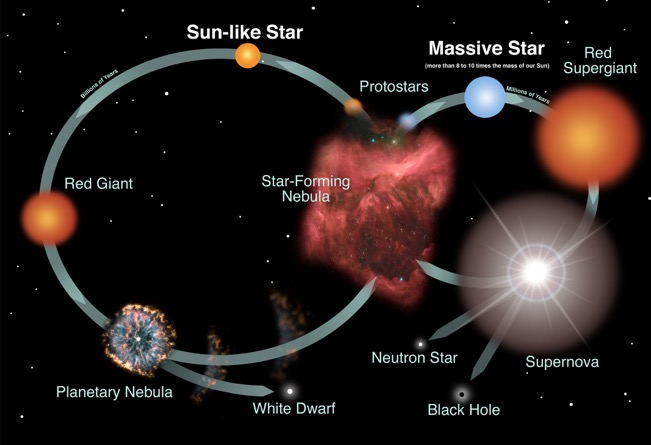 Sun-like Star
Massive Star
(more than 8 to 10 times the mass of our Sun)
Red
Supergiant
Protostars
Billions of Years
Millions of Years
Red Giant
Star-Forming
Nebula
Planetary Nebula
White Dwarf
Neutron Star
Supernova
Black Hole